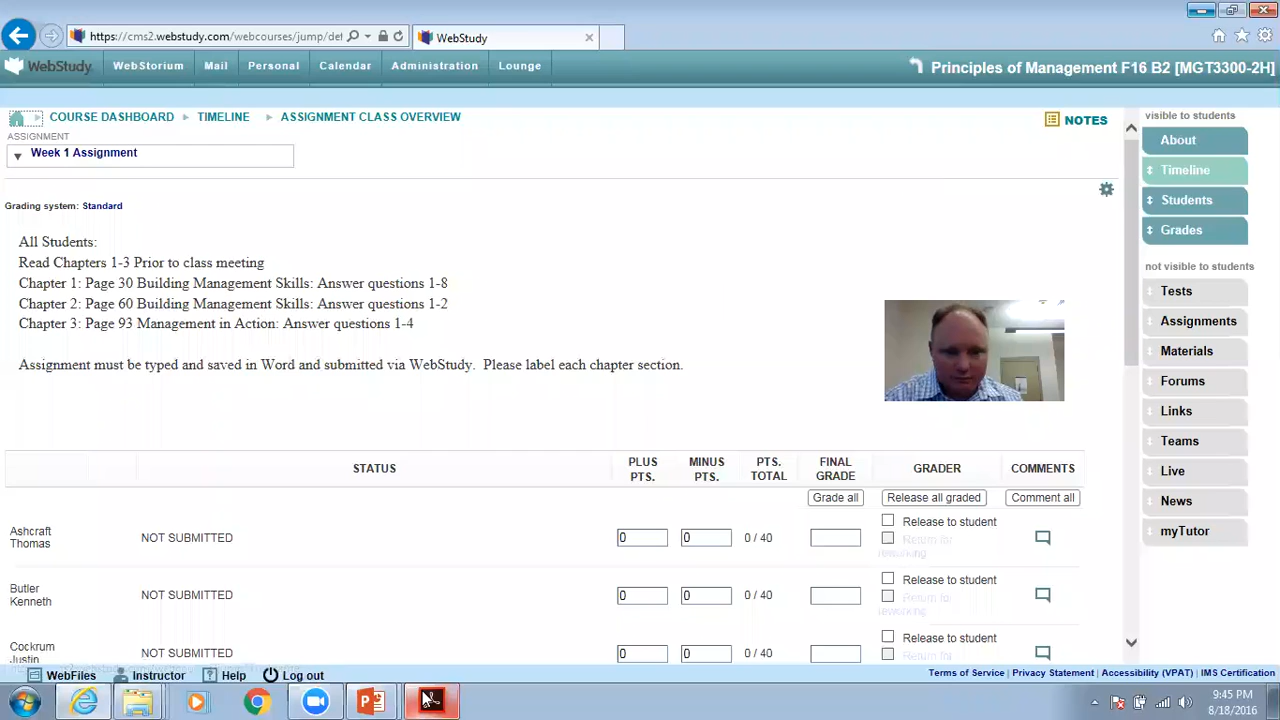 https://cms2.webstudy.com/webcourses/jump/def
WebStudy
WebStudy
WebStorium
Mail
Personal
Calendar
Administration
Lounge
Principles of Management F16 B2 [MGT3300-2H]
COURSE DASHBOARD
TIMELINE
ASSIGNMENT CLASS OVERVIEW
NOTES
ASSIGNMENT
Week 1 Assignment
Grading system: Standard
All Students:
Read Chapters 1-3 Prior to class meeting
Chapter 1: Page 30 Building Management Skills: Answer questions 1-8
Chapter 2: Page 60 Building Management Skills: Answer questions 1-2
Chapter 3: Page 93 Management in Action: Answer questions 1-4
Assignment must be typed and saved in Word and submitted via WebStudy.  Please label each chapter section.
STATUS
PLUS PTS.
MINUS PTS.
PTS. TOTAL
FINAL GRADE
GRADER
COMMENTS
Grade all
Release all graded
Comment all
Ashcraft Thomas
NOT SUBMITTED
0
0
0 / 40
Release to student
Return for reworking
Butler Kenneth
NOT SUBMITTED
0
0
0 / 40
Release to student
Return for reworking
Cockrum Justin
NOT SUBMITTED
0
0
0 / 40
Release to student
Return for
visible to students
About
Timeline
Students
Grades
not visible to students
Tests
Assignments
Materials
Forums
Links
Teams
Live
News
myTutor
WebFiles
Instructor
Help
Log out
Terms of Service | Privacy Statement | Accessibility (VPAT) | IMS Certification
9:45 PM
8/18/2016